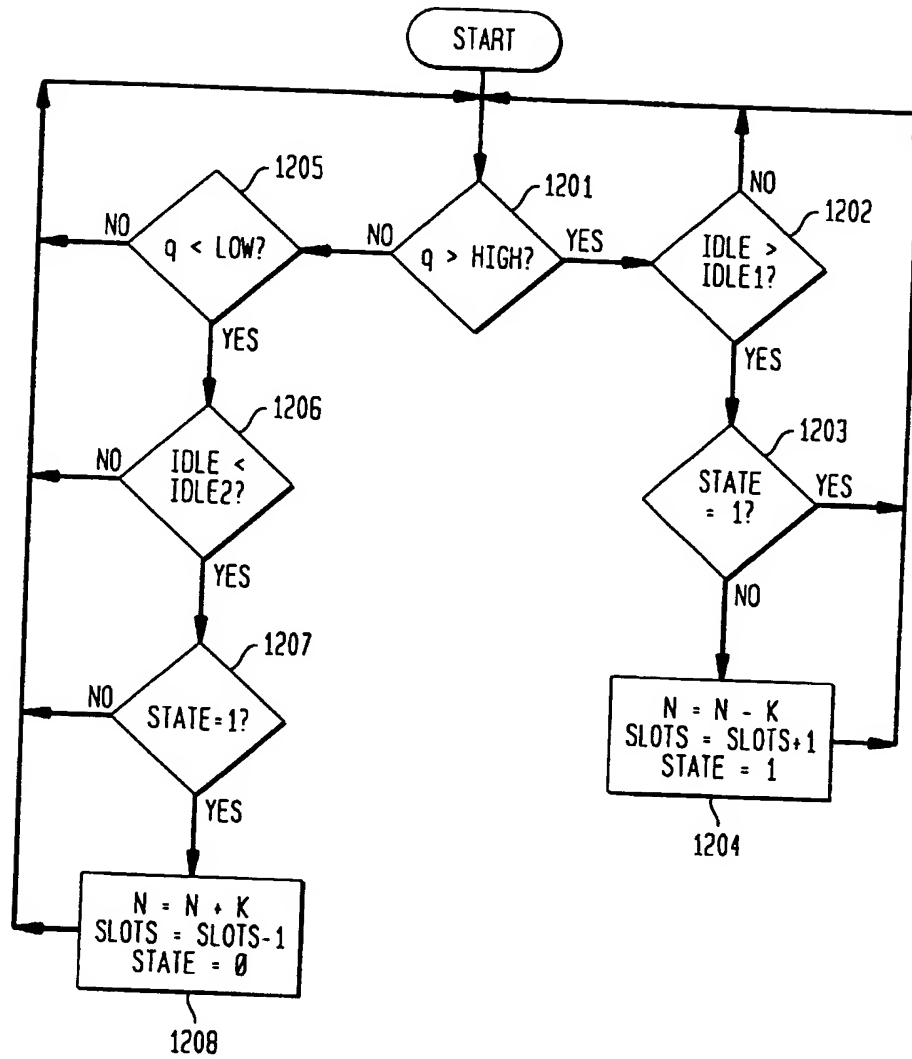 START
1205
1201
1202
NO
q < LOW?
NO
q > HIGH?
YES
NO
IDLE >
IDLE1?
YES
YES
1206
1203
NO
IDLE <
IDLE2?
STATE
= 1?
YES
YES
NO
1207
NO
STATE=1?
N = N - K
SLOTS = SLOTS+1
STATE = 1
YES
1204
N = N + K
SLOTS = SLOTS-1
STATE = 0
1208